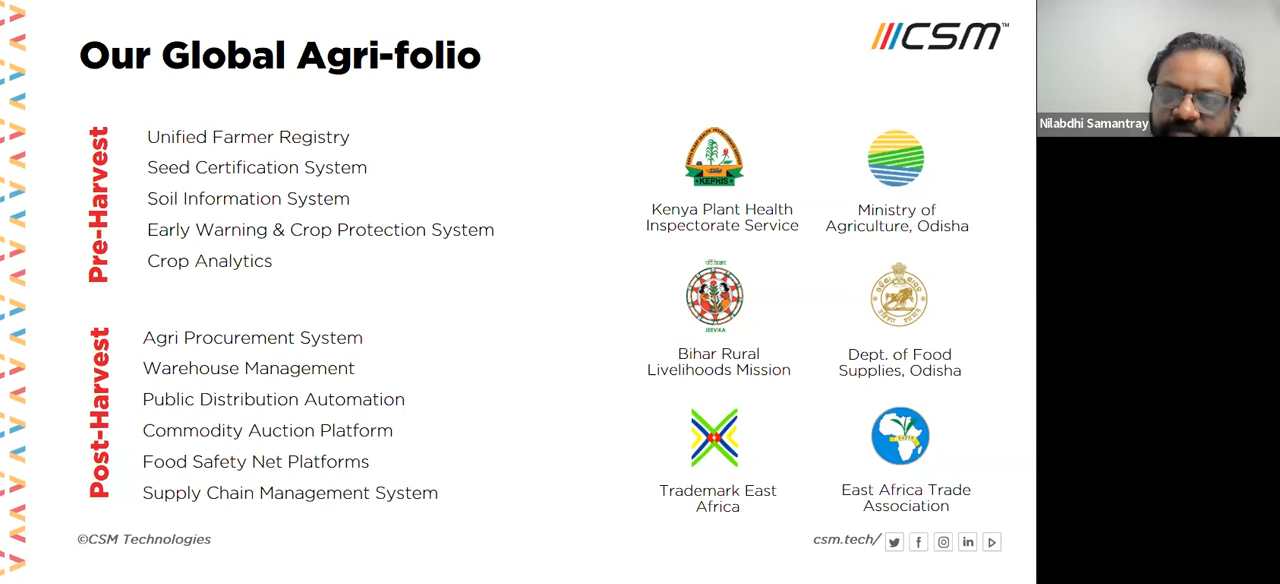 Our Global Agri-folio
CSM™
Pre-Harvest
Unified Farmer Registry
Seed Certification System
Soil Information System
Early Warning & Crop Protection System
Crop Analytics
Post-Harvest
Agri Procurement System
Warehouse Management
Public Distribution Automation
Commodity Auction Platform
Food Safety Net Platforms
Supply Chain Management System
KEPHIS
Kenya Plant Health
Inspectorate Service
Ministry of
Agriculture, Odisha
JEEVIKA
Bihar Rural
Livelihoods Mission
Dept. of Food
Supplies, Odisha
Trademark East
Africa
East Africa Trade
Association
©CSM Technologies
csm.tech/
Nilabdhi Samantray